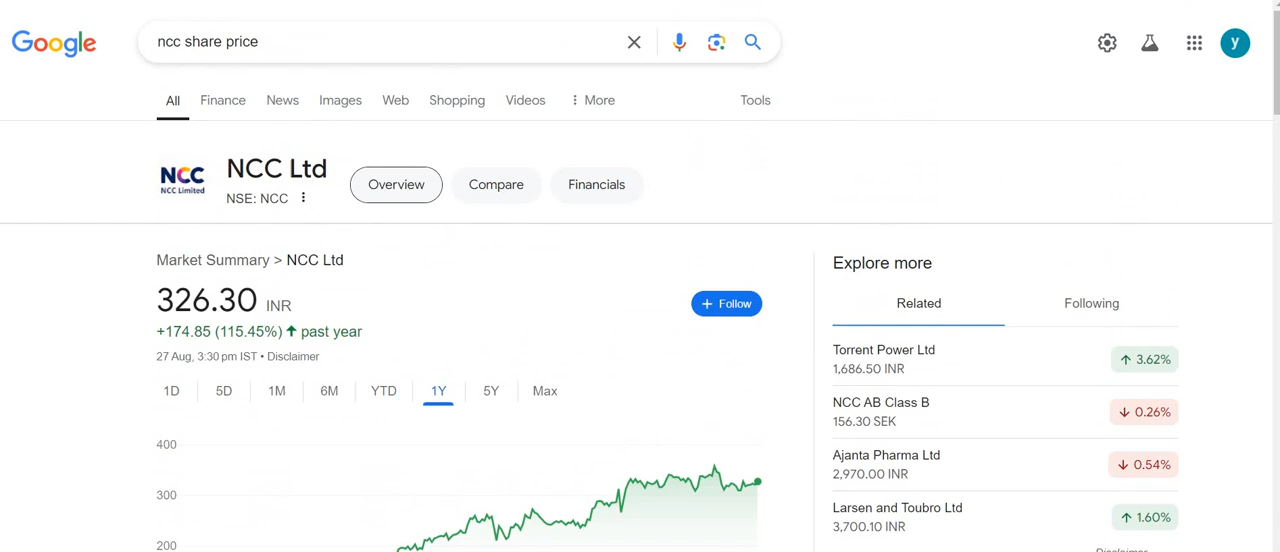 Google
ncc share price
y
All Finance News Images Web Shopping Videos More Tools
NCC
NCC Limited
NCC Ltd
NSE: NCC
Overview Compare Financials
Market Summary > NCC Ltd
326.30 INR
+174.85 (115.45%) past year
27 Aug, 3:30 pm IST • Disclaimer
+ Follow
1D 5D 1M 6M YTD 1Y 5Y Max
400
300
200
Explore more
Related Following
Torrent Power Ltd
1,686.50 INR
↑ 3.62%
NCC AB Class B
156.30 SEK
↓ 0.26%
Ajanta Pharma Ltd
2,970.00 INR
↓ 0.54%
Larsen and Toubro Ltd
3,700.10 INR
↑ 1.60%
Disclaimer